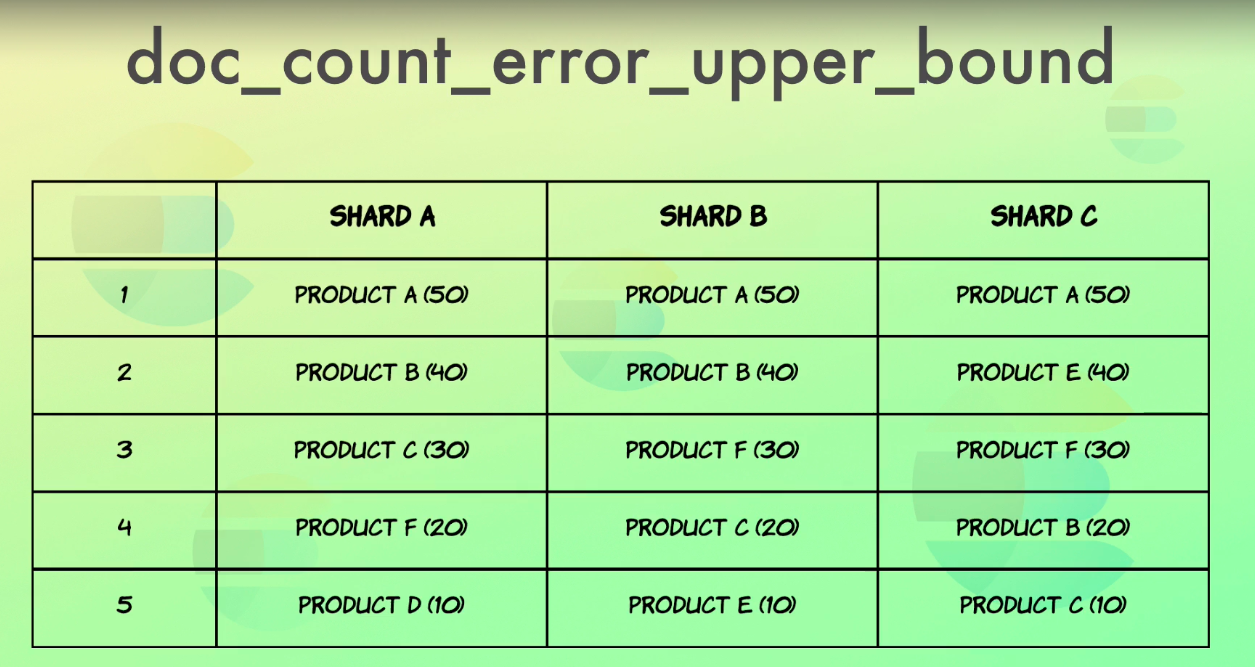 doc_count_error_upper_bound
SHARD A SHARD B SHARD C
1 PRODUCT A (50) PRODUCT A (50) PRODUCT A (50)
2 PRODUCT B (40) PRODUCT B (40) PRODUCT E (40)
3 PRODUCT C (30) PRODUCT F (30) PRODUCT F (30)
4 PRODUCT F (20) PRODUCT C (20) PRODUCT B (20)
5 PRODUCT D (10) PRODUCT E (10) PRODUCT C (10)